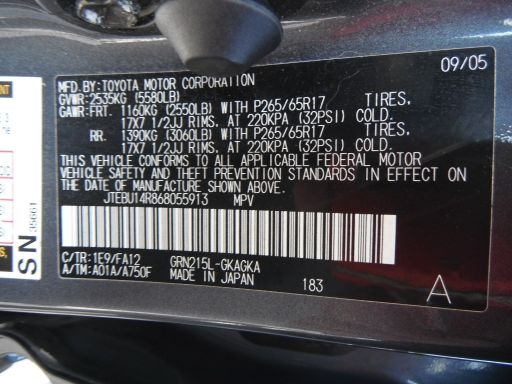 09/05
MFD.BY:TOYOTA MOTOR CORPORATION
GVWR:2535KG (5580LB)
GAWR:FRT. 1160KG (2550LB) WITH P265/65R17 TIRES,
17X7 1/2JJ RIMS, AT 220KPA (32PSI) COLD.
RR. 1390KG (3060LB) WITH P265/65R17 TIRES,
17X7 1/2JJ RIMS, AT 220KPA (32PSI) COLD.
THIS VEHICLE CONFORMS TO ALL APPLICABLE FEDERAL MOTOR
VEHICLE SAFETY AND THEFT PREVENTION STANDARDS IN EFFECT ON
THE DATE OF MANUFACTURE SHOWN ABOVE.
JTEBU14R868055913 MPV
C/TR:1E9/FA12 GRN215L-GKAGKA
A/TM:A01A/A750F MADE IN JAPAN 183 A
SN 35661